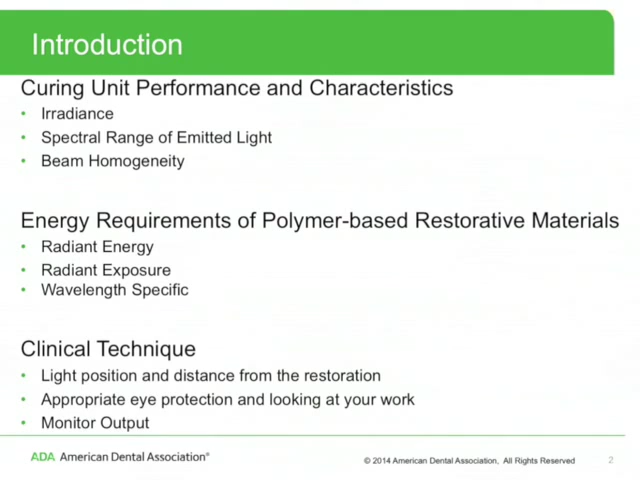 Introduction
Curing Unit Performance and Characteristics
• Irradiance
• Spectral Range of Emitted Light
• Beam Homogeneity
Energy Requirements of Polymer-based Restorative Materials
• Radiant Energy
• Radiant Exposure
• Wavelength Specific
Clinical Technique
• Light position and distance from the restoration
• Appropriate eye protection and looking at your work
• Monitor Output
ADA American Dental Association®
© 2014 American Dental Association, All Rights Reserved 2